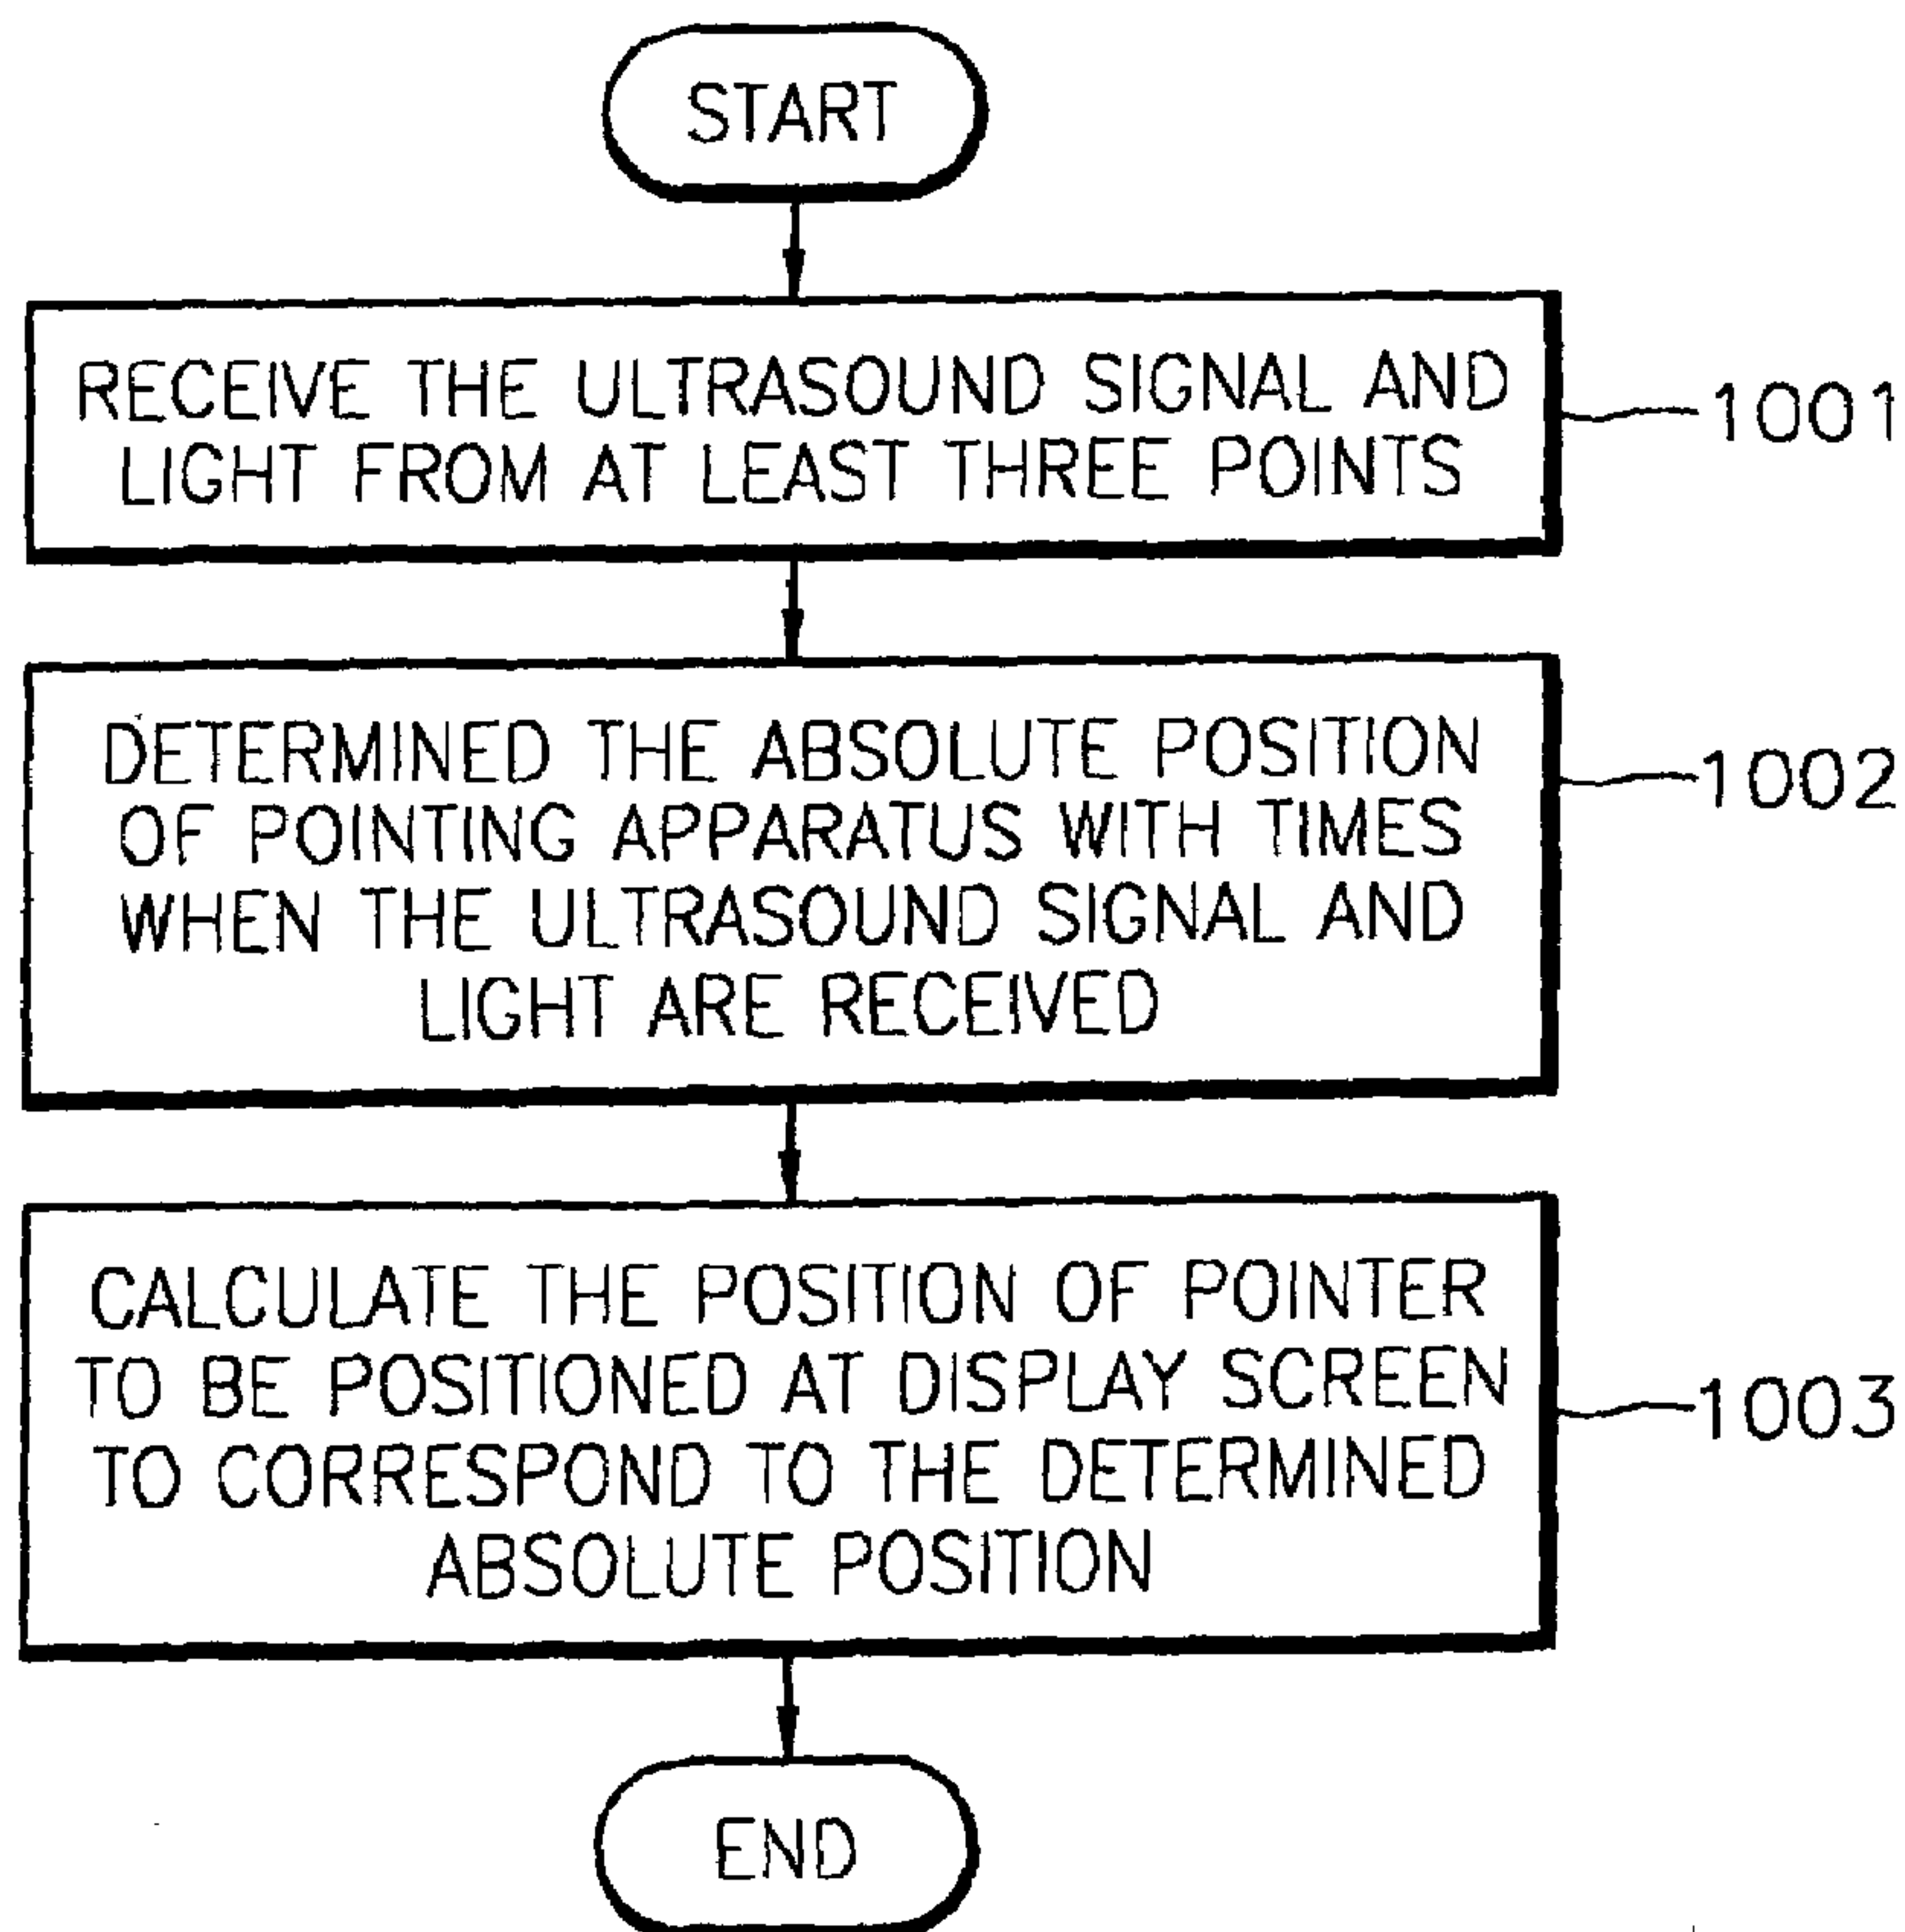 START
RECEIVE THE ULTRASOUND SIGNAL AND
LIGHT FROM AT LEAST THREE POINTS
1001
DETERMINED THE ABSOLUTE POSITION
OF POINTING APPARATUS WITH TIMES
WHEN THE ULTRASOUND SIGNAL AND
LIGHT ARE RECEIVED
1002
CALCULATE THE POSITION OF POINTER
TO BE POSITIONED AT DISPLAY SCREEN
TO CORRESPOND TO THE DETERMINED
ABSOLUTE POSITION
1003
END